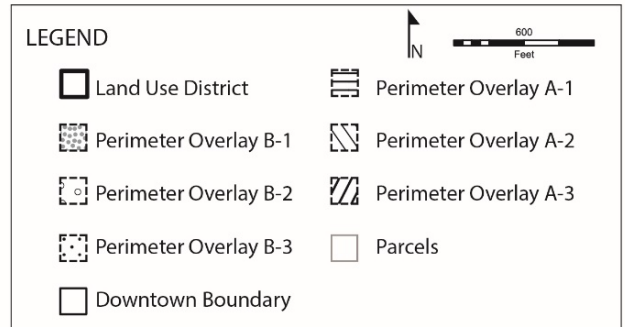 LEGEND
N
600
Feet
Land Use District
Perimeter Overlay A-1
Perimeter Overlay B-1
Perimeter Overlay A-2
Perimeter Overlay B-2
Perimeter Overlay A-3
Perimeter Overlay B-3
Parcels
Downtown Boundary